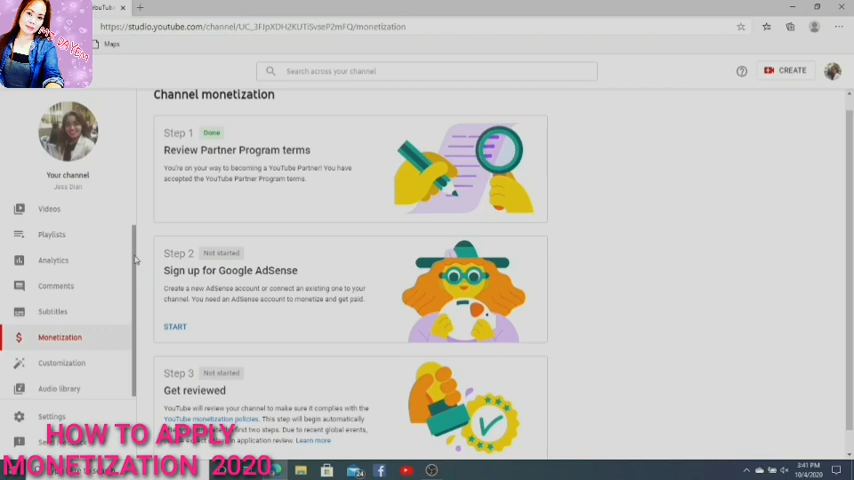 https://studio.youtube.com/channel/UC_3FJpXDH2KUTiSvseP2mFQ/monetization
Maps
MS DAYEM
Search across your channel
CREATE
Channel monetization
Step 1 Done
Review Partner Program terms
You're on your way to becoming a YouTube Partner! You have
accepted the YouTube Partner Program terms.
Your channel
Jess Dian
Videos
Playlists
Analytics
Comments
Subtitles
Monetization
Customization
Audio library
Settings
Step 2 Not started
Sign up for Google AdSense
Create a new AdSense account or connect an existing one to your
channel. You need an AdSense account to monetize and get paid.
START
Step 3 Not started
Get reviewed
YouTube will review your channel to make sure it complies with the
YouTube monetization policies. This step will begin automatically
first two steps. Due to recent global events,
application review. Learn more
HOW TO APPLY
MONETIZATION 2020
24
3:41 PM
10/4/2020